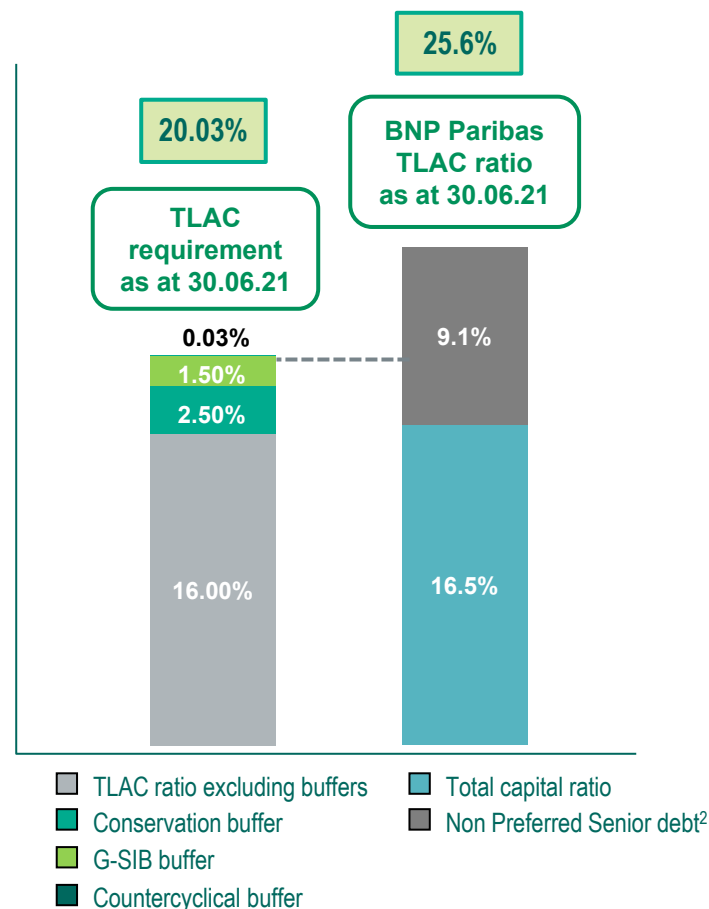 25.6%
20.03%
BNP Paribas
TLAC ratio
as at 30.06.21
TLAC
requirement
as at 30.06.21
0.03%
1.50%
2.50%
16.00%
9.1%
16.5%
TLAC ratio excluding buffers
Conservation buffer
G-SIB buffer
Countercyclical buffer
Total capital ratio
Non Preferred Senior debt²